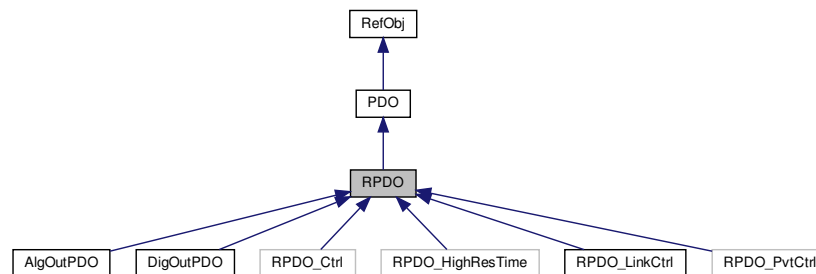 RefObj
PDO
RPDO
AlgOutPDO
DigOutPDO
RPDO_Ctrl
RPDO_HighResTime
RPDO_LinkCtrl
RPDO_PvtCtrl